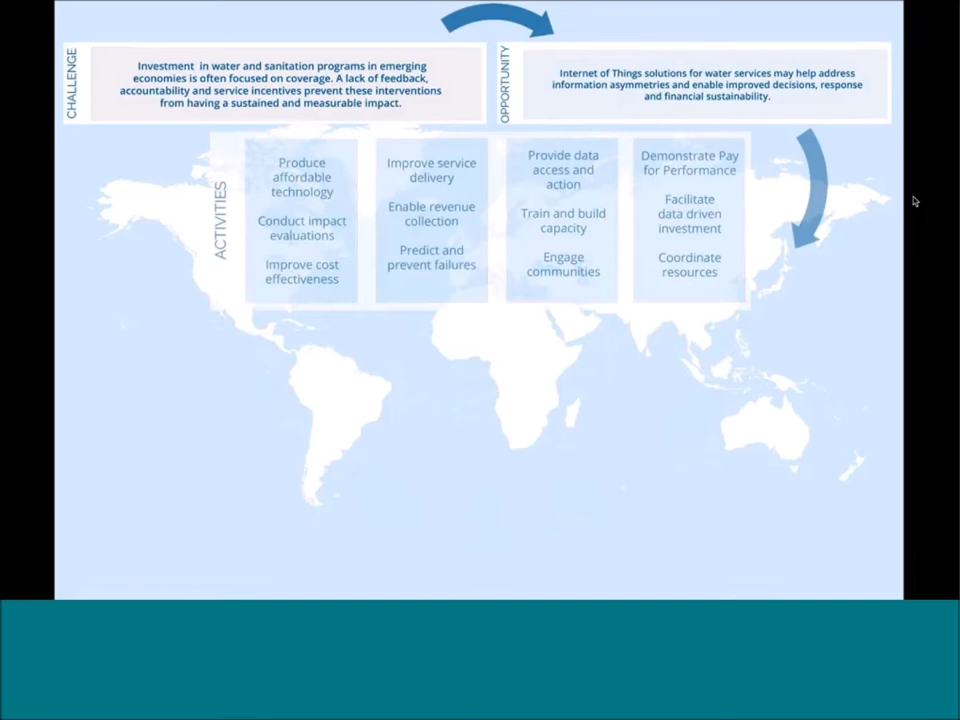 CHALLENGE
Investment in water and sanitation programs in emerging
economies is often focused on coverage. A lack of feedback,
accountability and service incentives prevent these interventions
from having a sustained and measurable impact.
OPPORTUNITY
Internet of Things solutions for water services may help address
information asymmetries and enable improved decisions, response
and financial sustainability.
ACTIVITIES
Produce
affordable
technology
Conduct impact
evaluations
Improve cost
effectiveness
Improve service
delivery
Enable revenue
collection
Predict and
prevent failures
Provide data
access and
action
Train and build
capacity
Engage
communities
Demonstrate Pay
for Performance
Facilitate
data driven
investment
Coordinate
resources